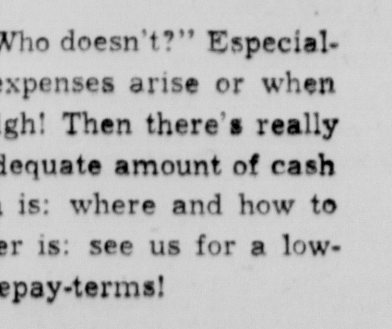 Who doesn't?" Especial-
expenses arise or when
igh! Then there's really
dequate amount of cash
is: where and how to
er is: see us for a low-
epay-terms!